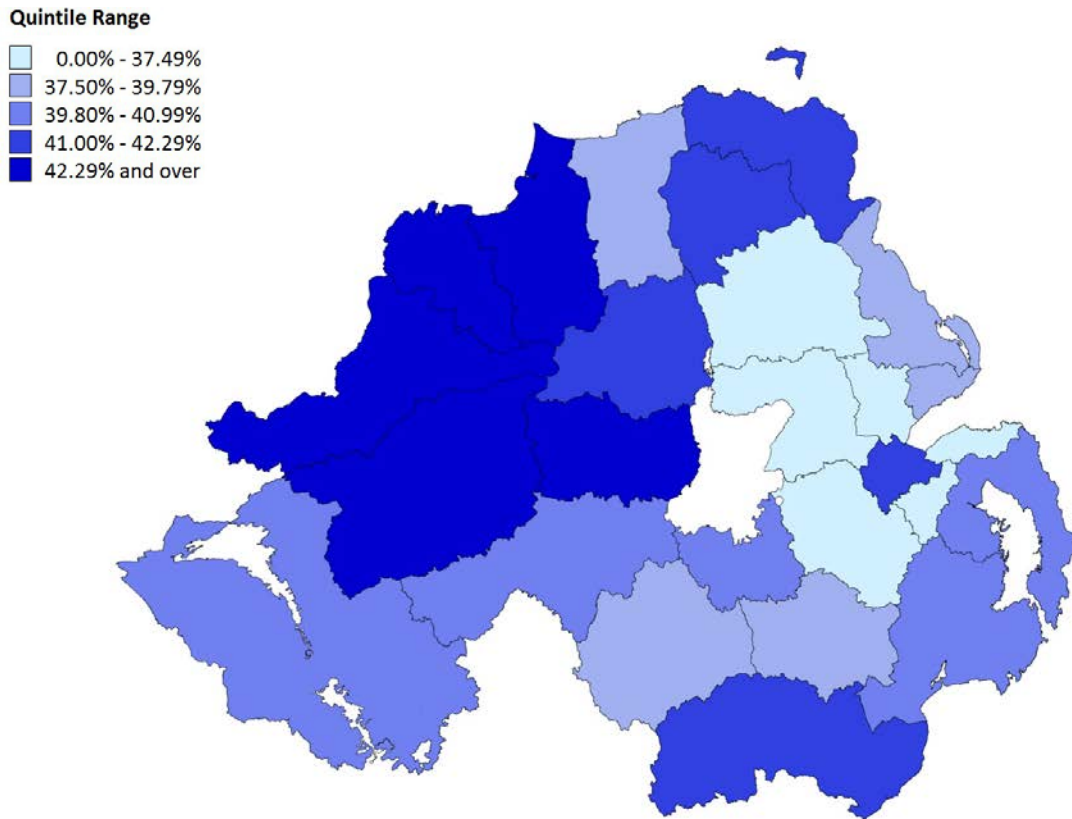 Quintile Range
0.00% - 37.49%
37.50% - 39.79%
39.80% - 40.99%
41.00% - 42.29%
42.29% and over